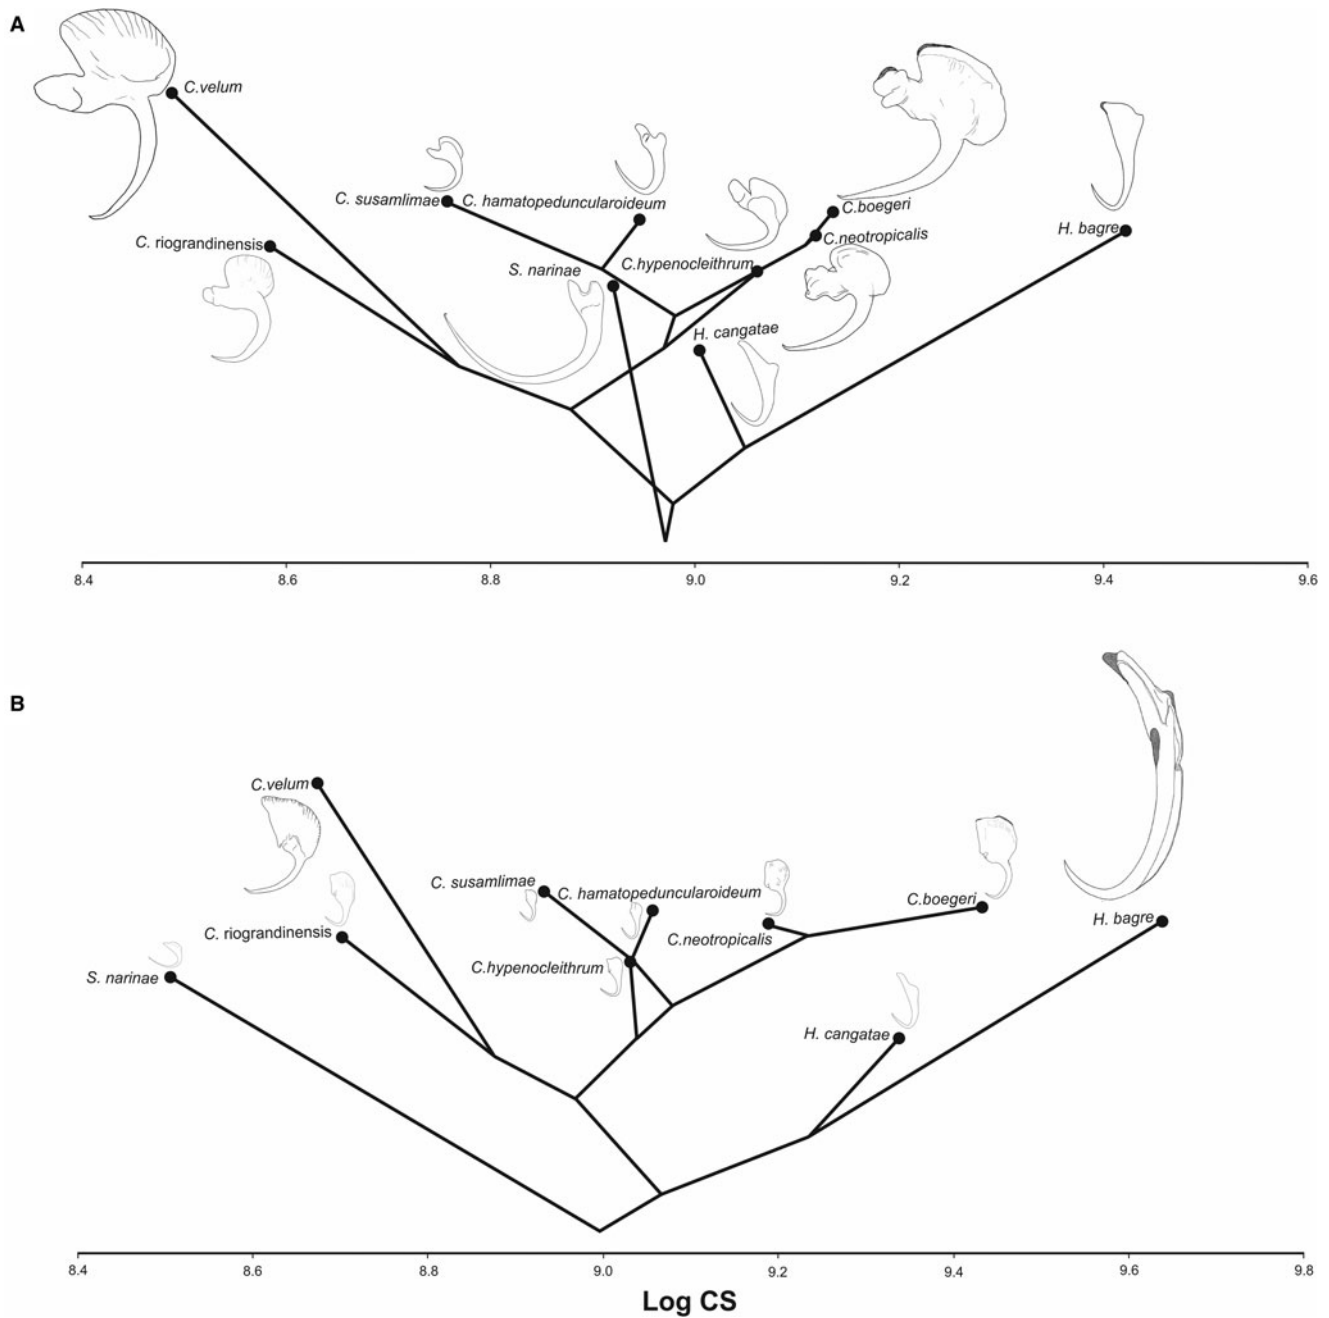 A
C.velum
C. susamlimae
C. hamatopeduncularoideum
C.boegeri
C.neotropicalis
H. bagre
C. riograndinensis
C.hypenocleithrum
S. narinae
H. cangatae
8.4 8.6 8.8 9.0 9.2 9.4 9.6
B
C.velum
C. susamlimae
C. hamatopeduncularoideum
C.boegeri
H. bagre
C. riograndinensis
C.neotropicalis
C.hypenocleithrum
S. narinae
H. cangatae
8.4 8.6 8.8 9.0 9.2 9.4 9.6 9.8
Log CS